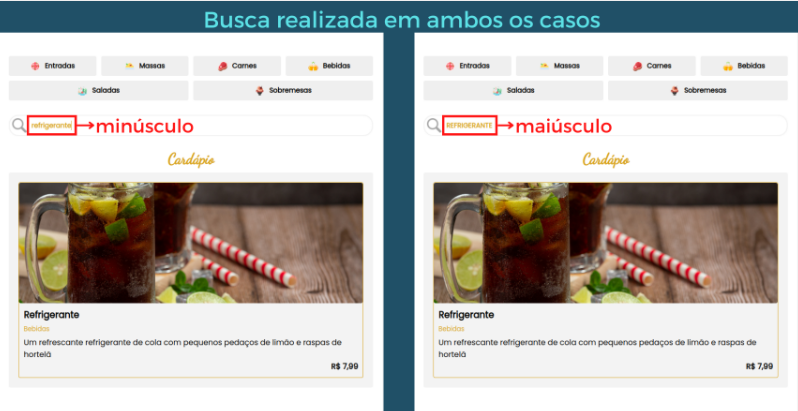 Busca realizada em ambos os casos
Entradas Massas Carnes Bebidas
Saladas Sobremesas
refrigerante minúsculo
Cardápio
Refrigerante
Bebidas
Um refrescante refrigerante de cola com pequenos pedaços de limão e raspas de
hortelã
R$ 7,99
Entradas Massas Carnes Bebidas
Saladas Sobremesas
REFRIGERANTE maiúsculo
Cardápio
Refrigerante
Bebidas
Um refrescante refrigerante de cola com pequenos pedaços de limão e raspas de
hortelã
R$ 7,99